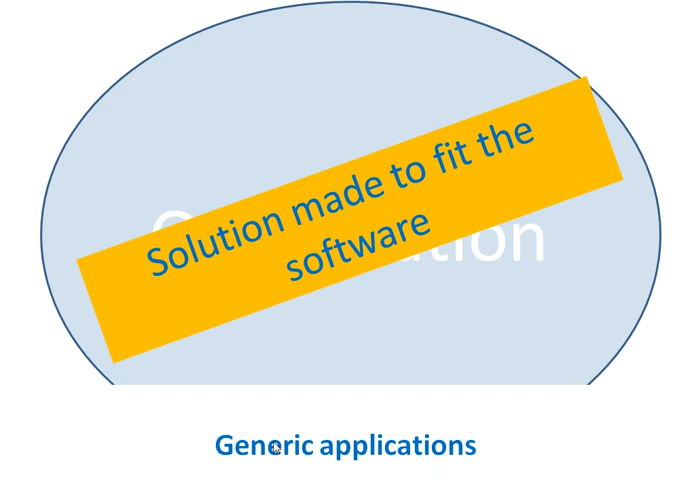 Solution made to fit the
software
Generic applications